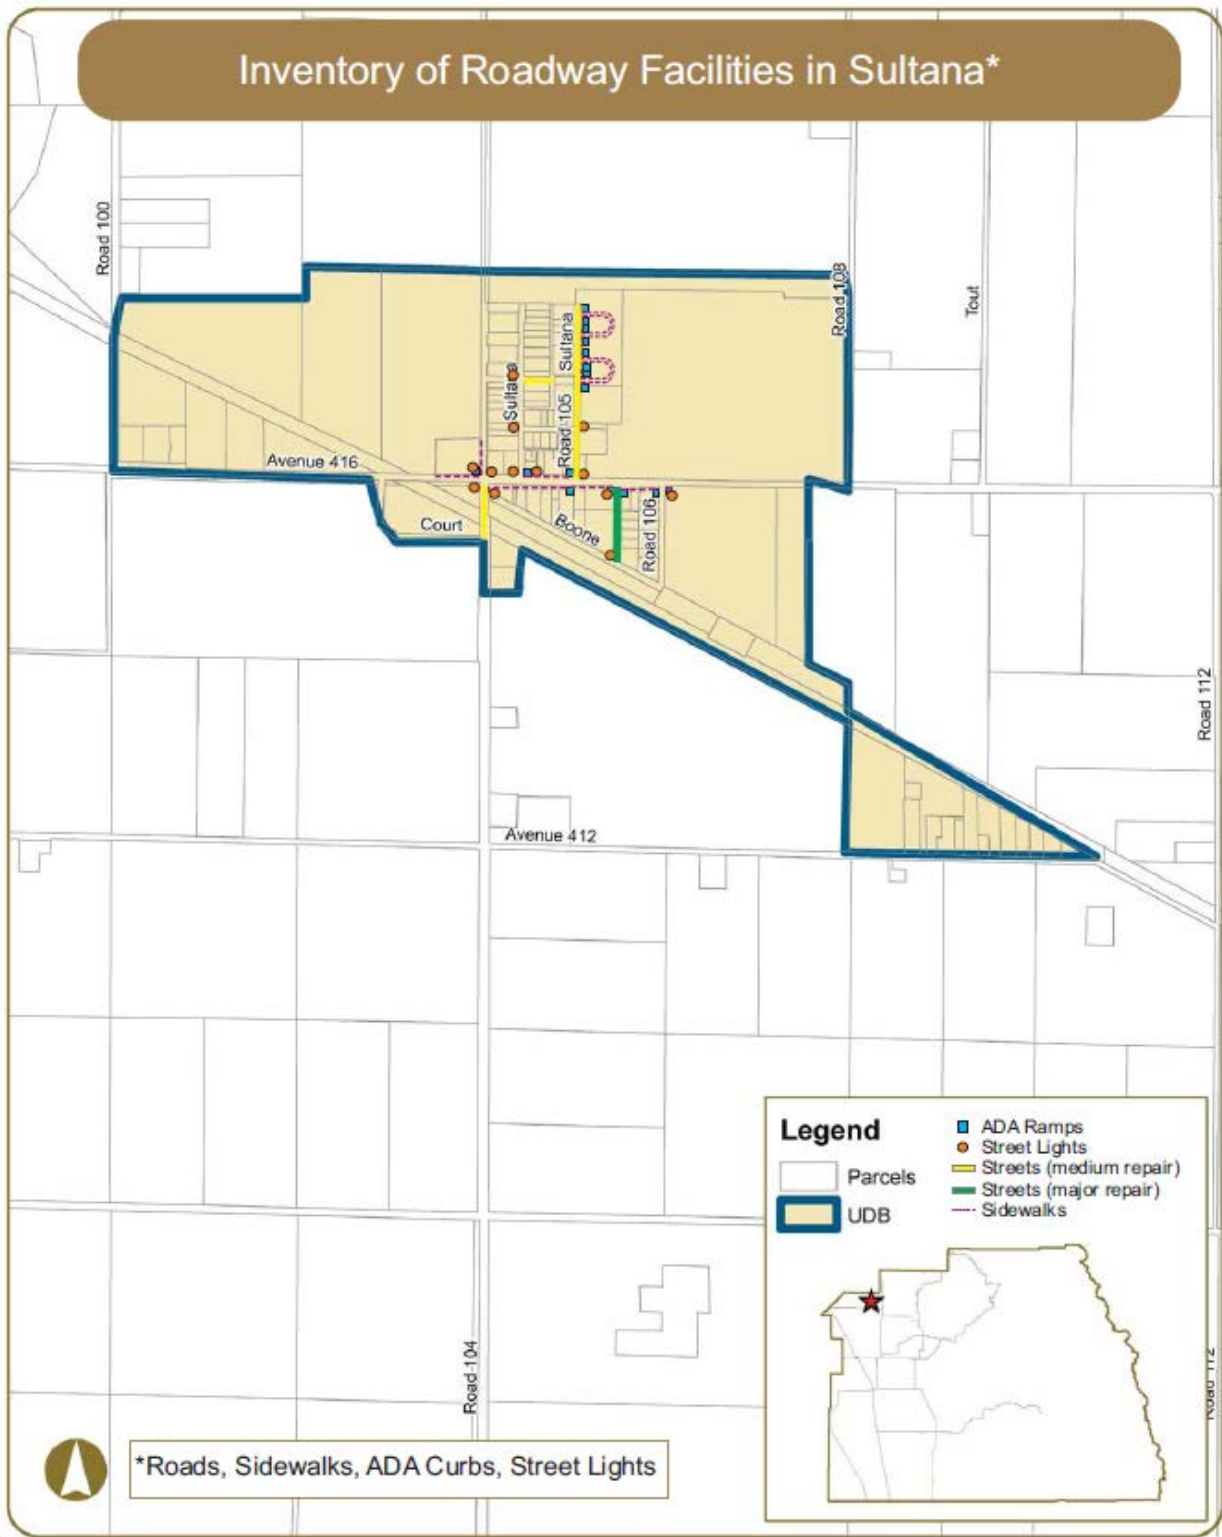 Inventory of Roadway Facilities in Sultana*
Road 100
Road 108
Tout
Sultana
Sultana
Road 105
Avenue 416
Court
Boone
Road 106
Road 112
Avenue 412
Road 104
Legend
Parcels
UDB
ADA Ramps
Street Lights
Streets (medium repair)
Streets (major repair)
Sidewalks
Road 112
*Roads, Sidewalks, ADA Curbs, Street Lights